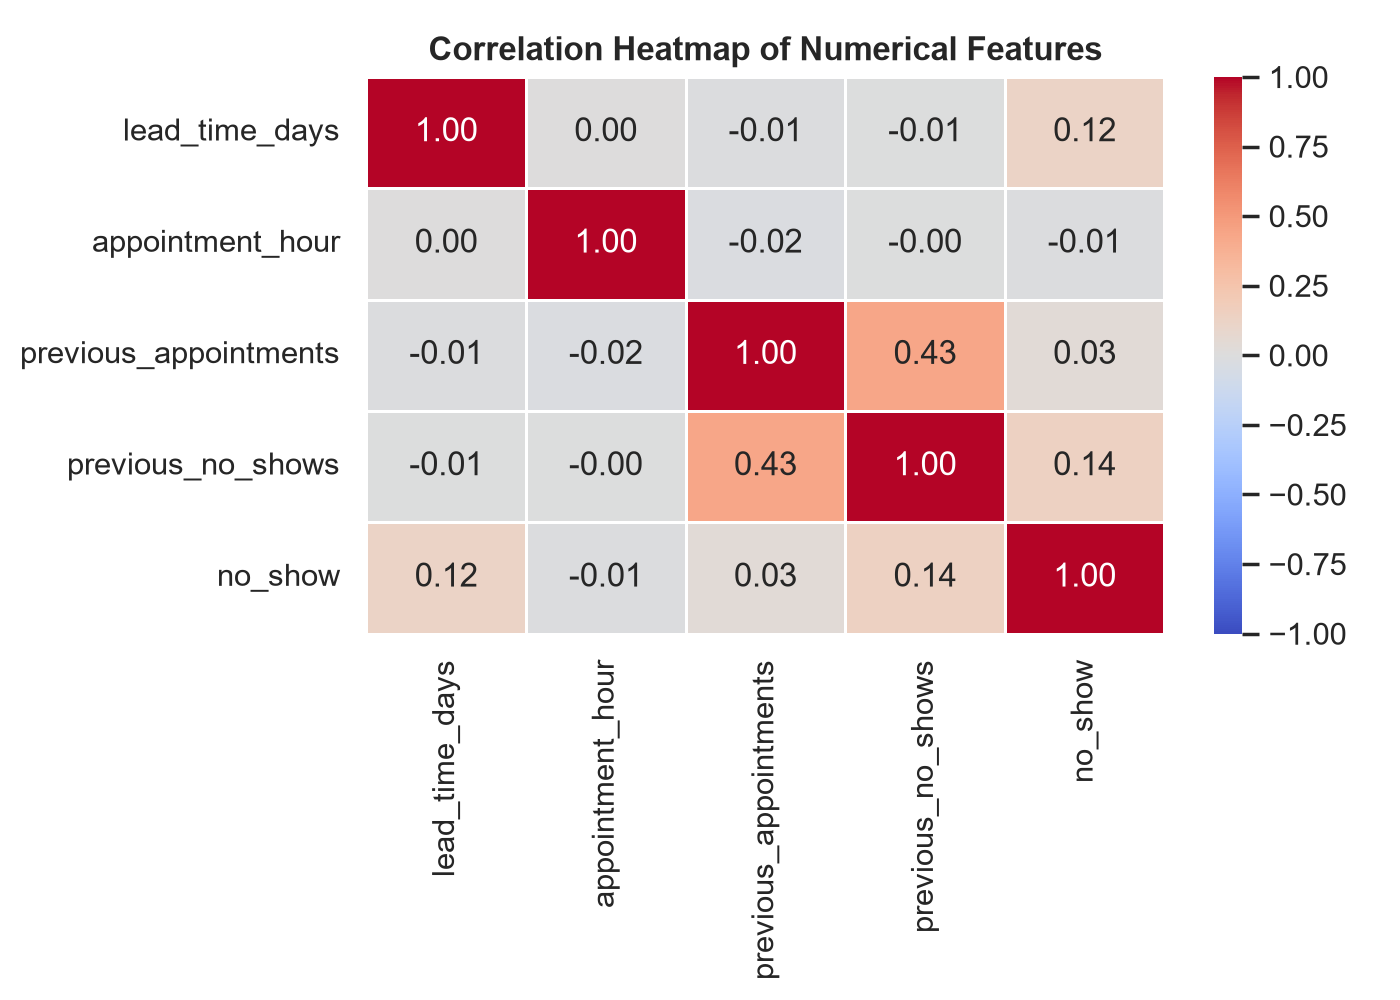 Correlation Heatmap of Numerical Features
lead_time_days 1.00 0.00 -0.01 -0.01 0.12
appointment_hour 0.00 1.00 -0.02 -0.00 -0.01
previous_appointments -0.01 -0.02 1.00 0.43 0.03
previous_no_shows -0.01 -0.00 0.43 1.00 0.14
no_show 0.12 -0.01 0.03 0.14 1.00
lead_time_days
appointment_hour
previous_appointments
previous_no_shows
no_show
1.00
0.75
0.50
0.25
0.00
−0.25
−0.50
−0.75
−1.00